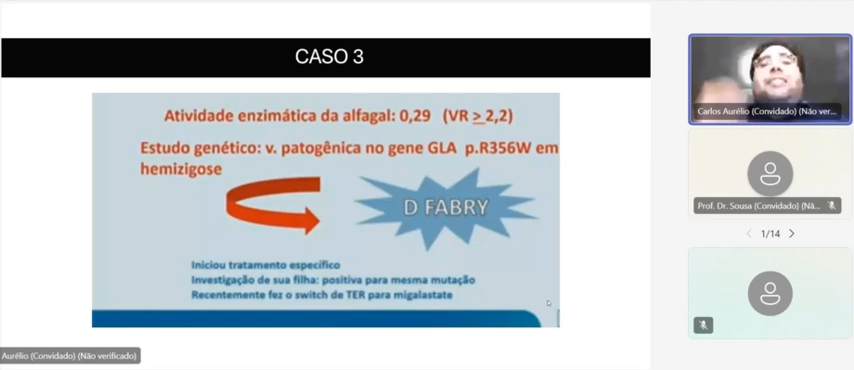 CASO 3
Atividade enzimática da alfagal: 0,29 (VR ≥ 2,2)
Estudo genético: v. patogênica no gene GLA p.R356W em
hemizigose
D FABRY
Iniciou tratamento específico
Investigação de sua filha: positiva para mesma mutação
Recentemente fez o switch de TER para migalastate
Aurélio (Convidado) (Não verificado)
Carlos Aurélio (Convidado) (Não ver...
Prof. Dr. Sousa (Convidado) (Nã...
1/14